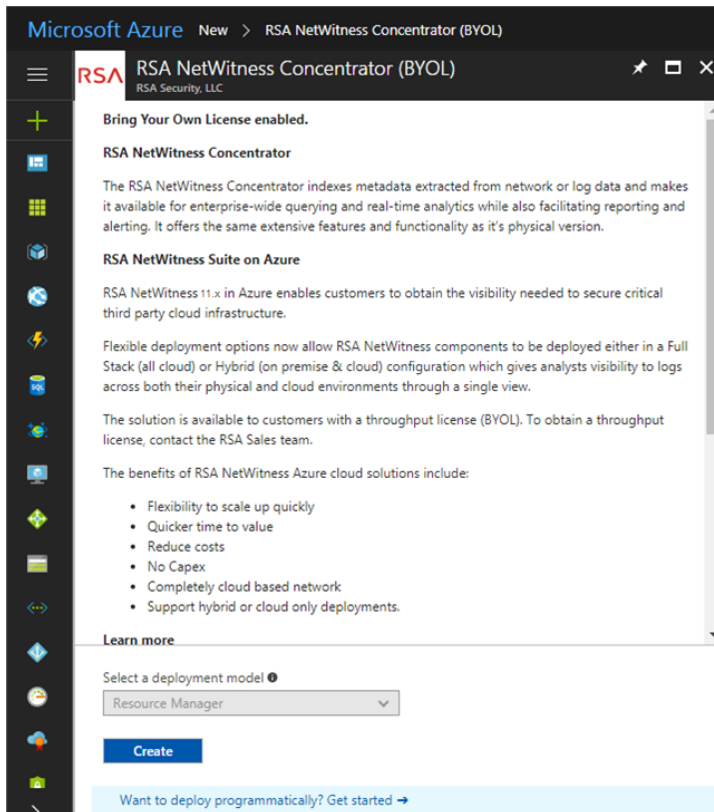 Microsoft Azure New > RSA NetWitness Concentrator (BYOL)
RSA RSA NetWitness Concentrator (BYOL)
RSA Security, LLC
Bring Your Own License enabled.
RSA NetWitness Concentrator
The RSA NetWitness Concentrator indexes metadata extracted from network or log data and makes
it available for enterprise-wide querying and real-time analytics while also facilitating reporting and
alerting. It offers the same extensive features and functionality as it's physical version.
RSA NetWitness Suite on Azure
RSA NetWitness 11.x in Azure enables customers to obtain the visibility needed to secure critical
third party cloud infrastructure.
Flexible deployment options now allow RSA NetWitness components to be deployed either in a Full
Stack (all cloud) or Hybrid (on premise & cloud) configuration which gives analysts visibility to logs
across both their physical and cloud environments through a single view.
The solution is available to customers with a throughput license (BYOL). To obtain a throughput
license, contact the RSA Sales team.
The benefits of RSA NetWitness Azure cloud solutions include:
• Flexibility to scale up quickly
• Quicker time to value
• Reduce costs
• No Capex
• Completely cloud based network
• Support hybrid or cloud only deployments.
Learn more
Select a deployment model
Resource Manager
Create
Want to deploy programmatically? Get started →
SQL